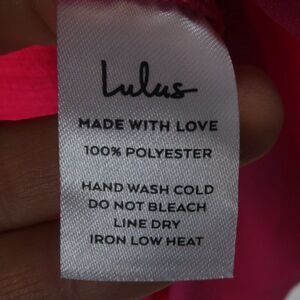 Lulus
MADE WITH LOVE
100% POLYESTER
HAND WASH COLD
DO NOT BLEACH
LINE DRY
IRON LOW HEAT